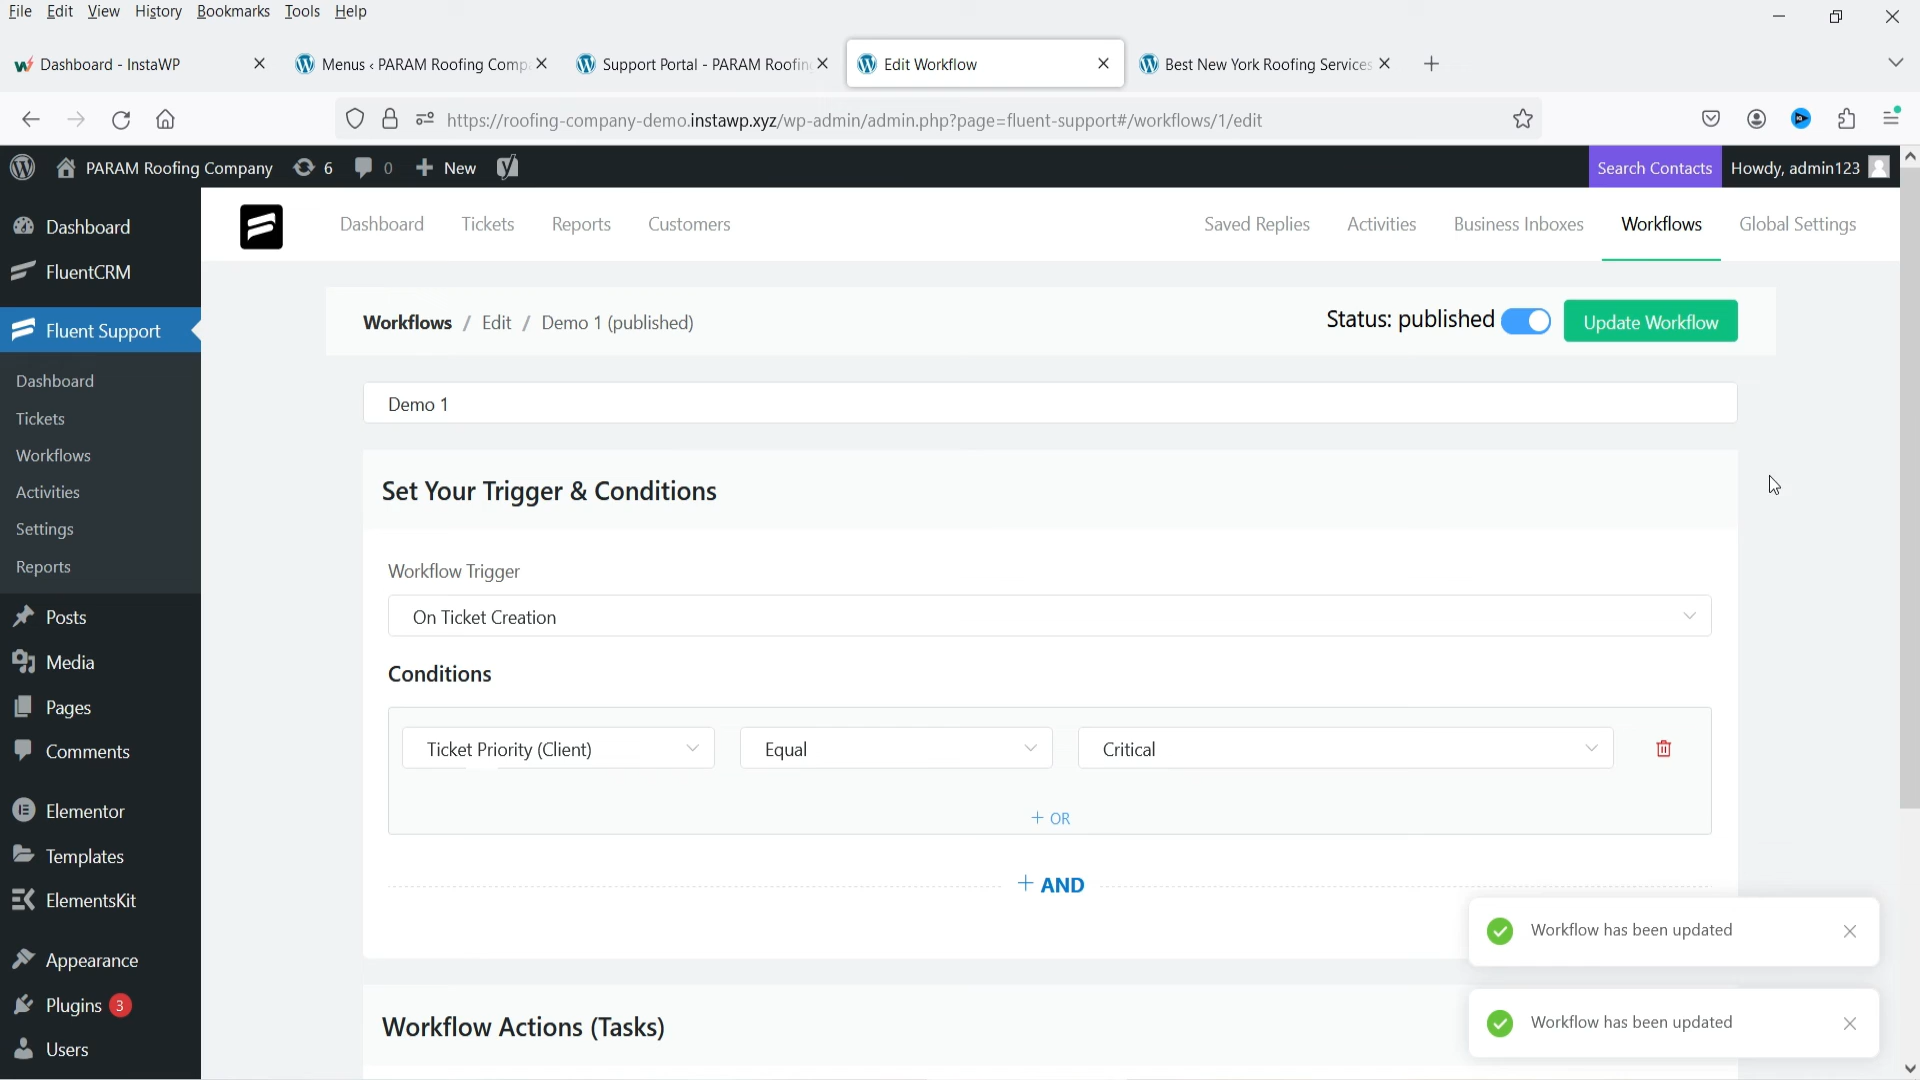 File Edit View History Bookmarks Tools Help
Dashboard - InstaWP
Menus ‹ PARAM Roofing Comp
Support Portal - PARAM Roofin
Edit Workflow
Best New York Roofing Services
https://roofing-company-demo.instawp.xyz/wp-admin/admin.php?page=fluent-support#/workflows/1/edit
PARAM Roofing Company 6 0 New
Search Contacts Howdy, admin123
Dashboard
FluentCRM
Fluent Support
Dashboard
Tickets
Workflows
Activities
Settings
Reports
Posts
Media
Pages
Comments
Elementor
Templates
ElementsKit
Appearance
Plugins 3
Users
Dashboard Tickets Reports Customers
Saved Replies Activities Business Inboxes Workflows Global Settings
Workflows / Edit / Demo 1 (published)
Status: published Update Workflow
Demo 1
Set Your Trigger & Conditions
Workflow Trigger
On Ticket Creation
Conditions
Ticket Priority (Client) Equal Critical
+ OR
+ AND
Workflow Actions (Tasks)
Workflow has been updated
Workflow has been updated